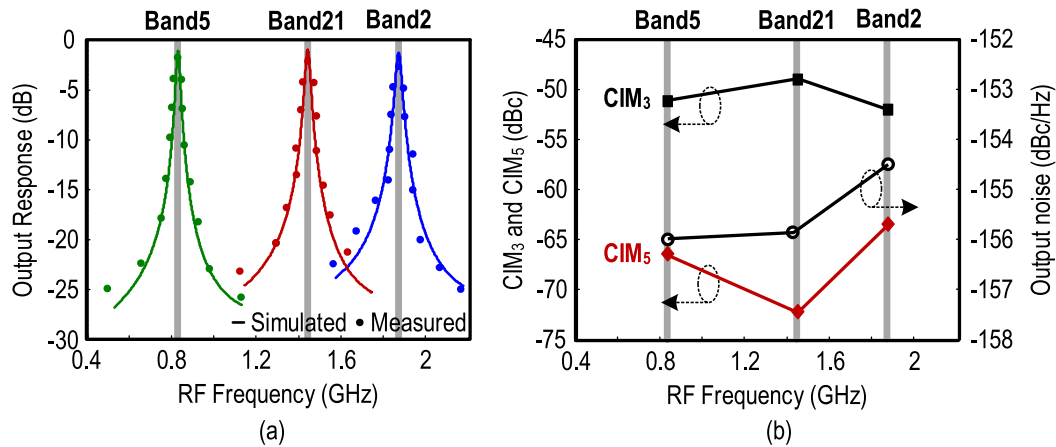 Band5 Band21 Band2
0
-5
-10
-15
-20
-25
-30
Output Response (dB)
Simulated Measured
0.4 0.8 1.2 1.6 2
RF Frequency (GHz)
(a)
Band5 Band21 Band2
-45
-50
-55
-60
-65
-70
-75
CIM3 and CIM5 (dBc)
CIM3
CIM5
-152
-153
-154
-155
-156
-157
-158
Output noise (dBc/Hz)
0.4 0.8 1.2 1.6 2
RF Frequency (GHz)
(b)